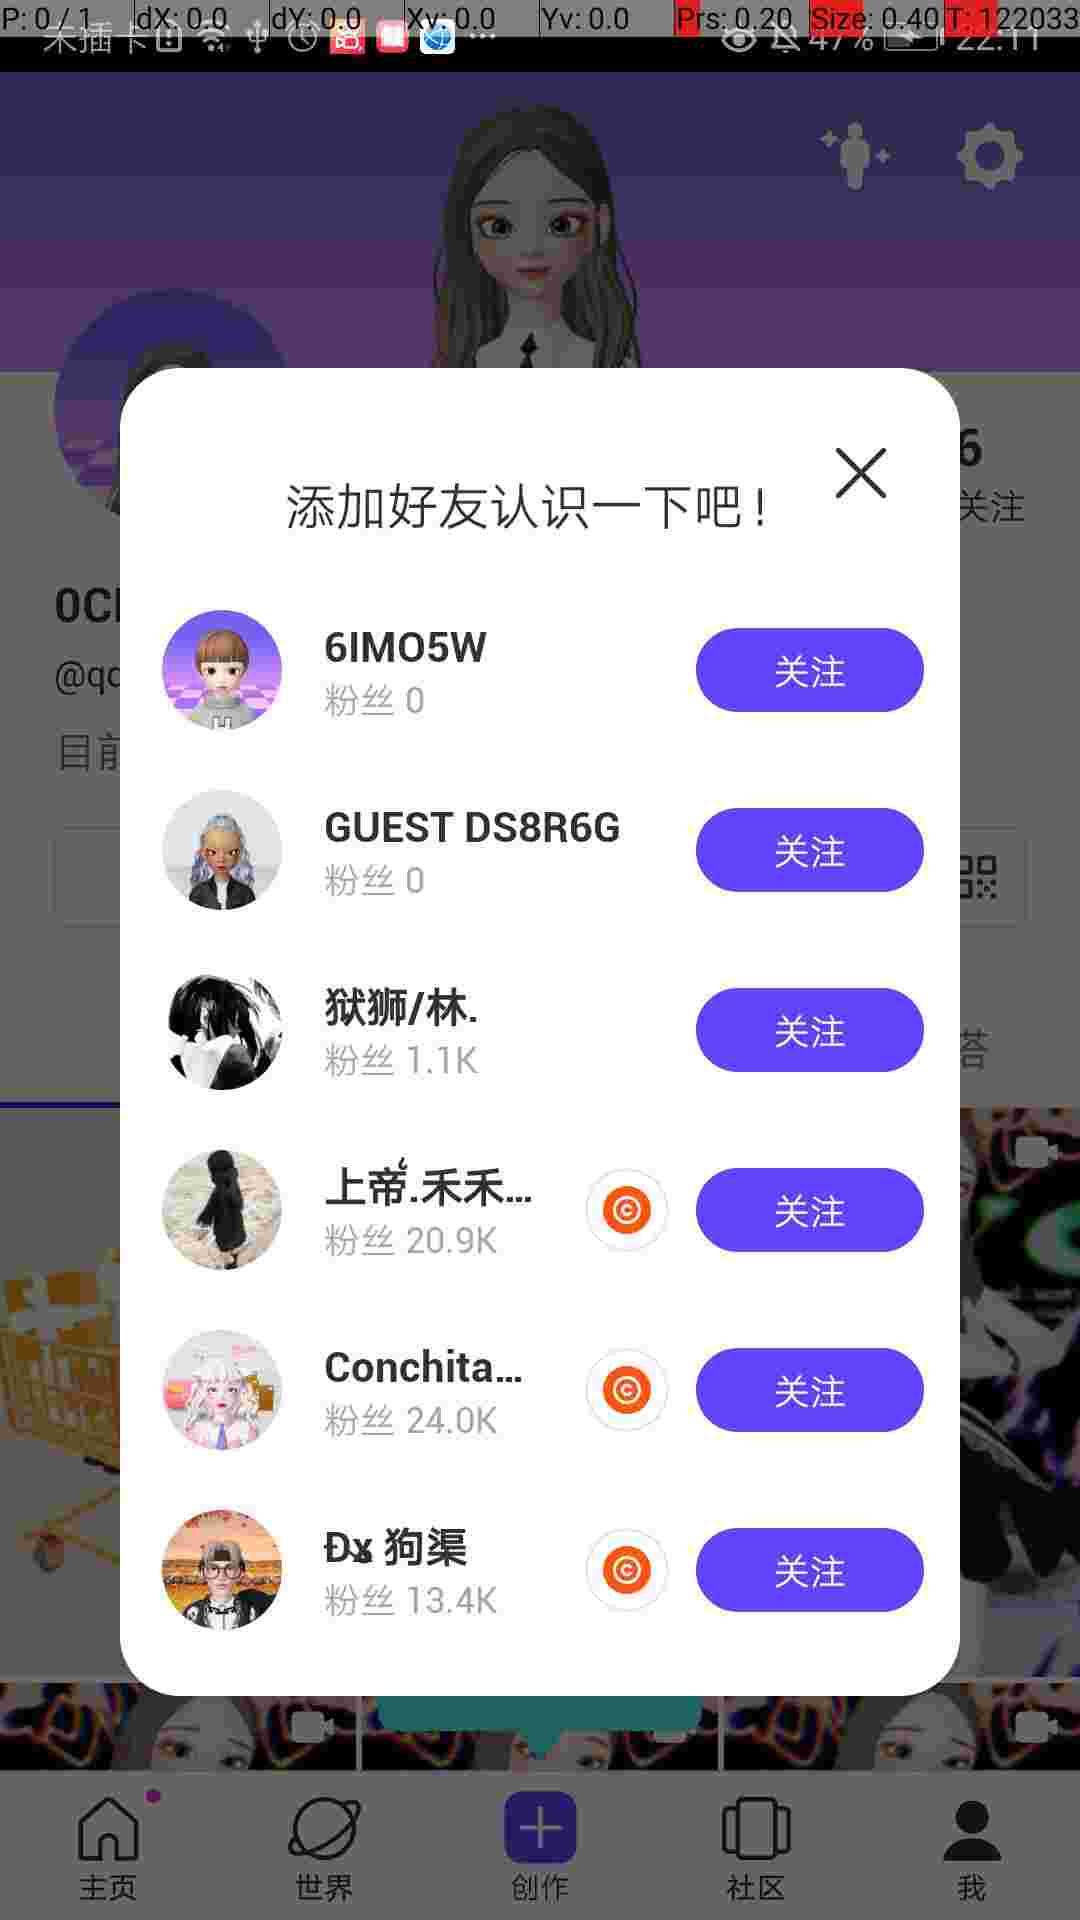 P: 0 / 1 dX: 0.0 dY: 0.0 Xv: 0.0 Yv: 0.0 Prs: 0.20 Size: 0.40 T: 122033
未插卡 47% 22:11
6
关注
添加好友认识一下吧!
@qc
目前
6IMO5W
粉丝 0
关注
GUEST DS8R6G
粉丝 0
关注
狱狮/林.
粉丝 1.1K
关注
答
上帝.禾禾...
粉丝 20.9K
关注
Conchita...
粉丝 24.0K
关注
狗渠
粉丝 13.4K
关注
主页 世界 创作 社区 我